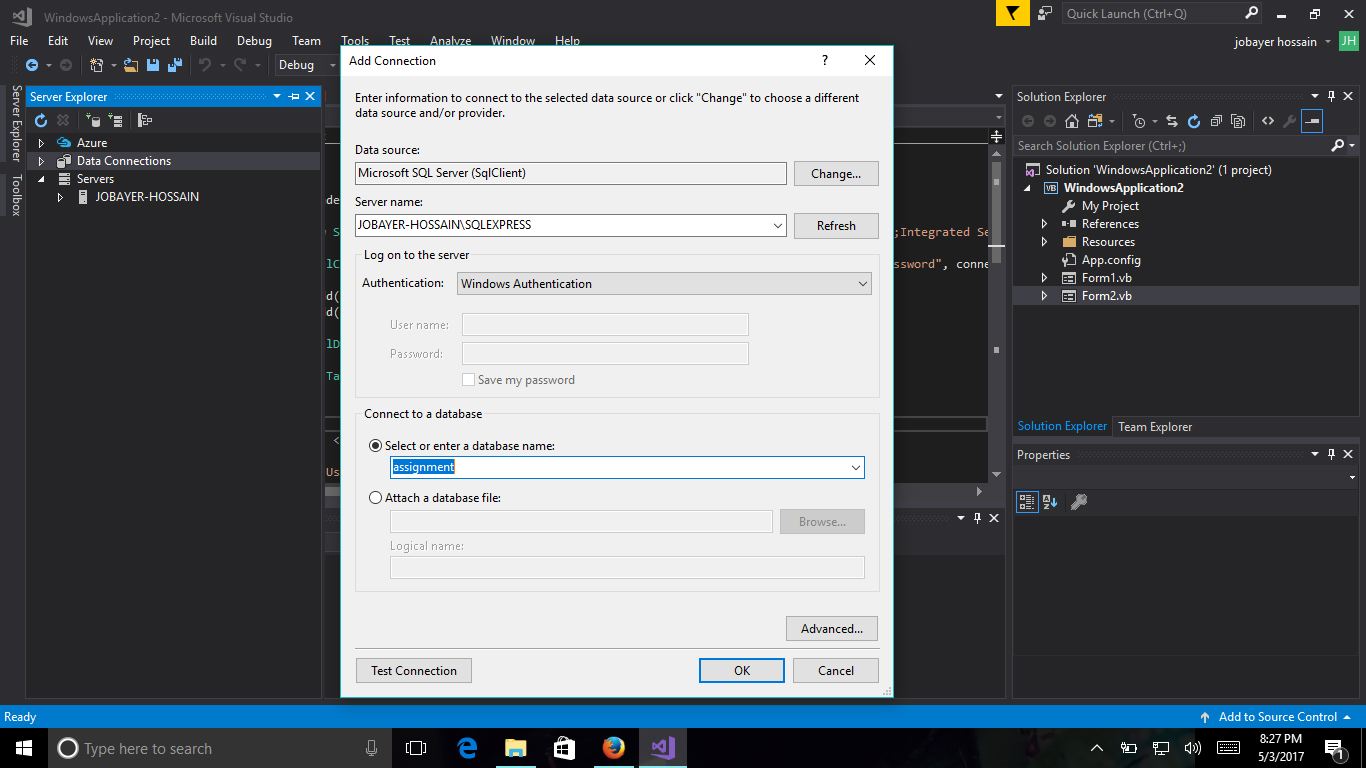 WindowsApplication2 - Microsoft Visual Studio
Quick Launch (Ctrl+Q)
File Edit View Project Build Debug Team Tools Test Analyze Window Help
jobayer hossain JH
Debug
Server Explorer
Toolbox
Server Explorer
Azure
Data Connections
Servers
JOBAYER-HOSSAIN
Add Connection
?
Enter information to connect to the selected data source or click "Change" to choose a different
data source and/or provider.
Data source:
Microsoft SQL Server (SqlClient)
Change...
Server name:
JOBAYER-HOSSAIN\SQLEXPRESS
Refresh
Log on to the server
Authentication: Windows Authentication
User name:
Password:
Save my password
Connect to a database
Select or enter a database name:
assignment
Attach a database file:
Browse...
Logical name:
Advanced...
Test Connection
OK
Cancel
;Integrated Se
ssword", conne
Solution Explorer
Search Solution Explorer (Ctrl+;)
Solution 'WindowsApplication2' (1 project)
VB WindowsApplication2
My Project
References
Resources
App.config
Form1.vb
Form2.vb
Solution Explorer Team Explorer
Properties
Ready
Add to Source Control
Type here to search
8:27 PM
5/3/2017
1